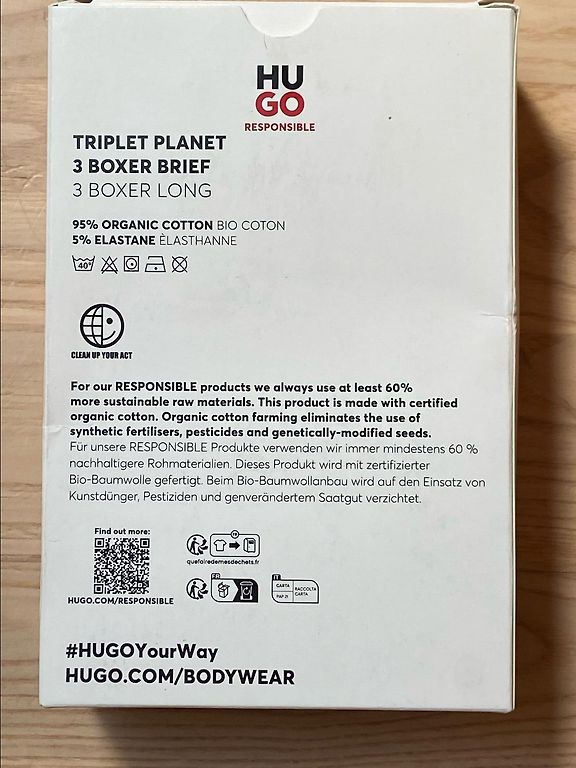 HU
GO
RESPONSIBLE
TRIPLET PLANET
3 BOXER BRIEF
3 BOXER LONG
95% ORGANIC COTTON BIO COTON
5% ELASTANE ÈLASTHANNE
40°
CLEAN UP YOUR ACT
For our RESPONSIBLE products we always use at least 60%
more sustainable raw materials. This product is made with certified
organic cotton. Organic cotton farming eliminates the use of
synthetic fertilisers, pesticides and genetically-modified seeds.
Für unsere RESPONSIBLE Produkte verwenden wir immer mindestens 60 %
nachhaltigere Rohmaterialien. Dieses Produkt wird mit zertifizierter
Bio-Baumwolle gefertigt. Beim Bio-Baumwollanbau wird auf den Einsatz von
Kunstdünger, Pestiziden und genverändertem Saatgut verzichtet.
Find out more:
HUGO.COM/RESPONSIBLE
FR
quefairedemesdechets.fr
FR
IT
CARTA
PAP 21
RACCOLTA
CARTA
#HUGOYourWay
HUGO.COM/BODYWEAR